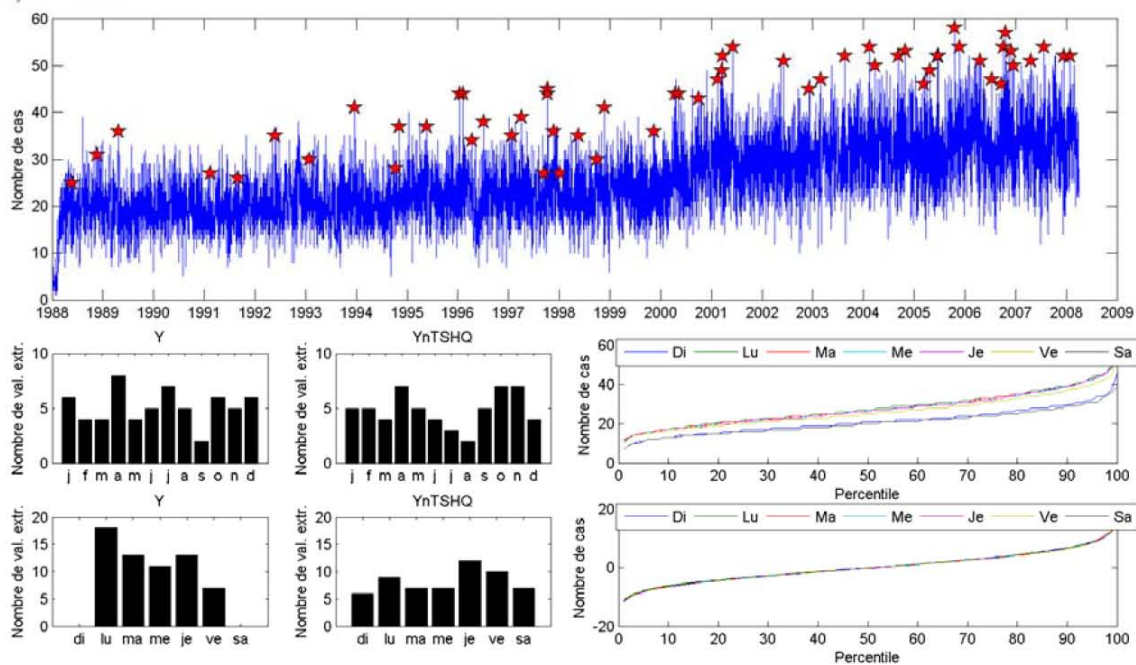 60
50
40
30
20
10
0
Nombre de cas
1988 1989 1990 1991 1992 1993 1994 1995 1996 1997 1998 1999 2000 2001 2002 2003 2004 2005 2006 2007 2008 2009
Y
10
5
0
Nombre de val. extr.
j f m a m j j a s o n d
YnTSHQ
10
5
0
Nombre de val. extr.
j f m a m j j a s o n d
60
40
20
0
Nombre de cas
Di Lu Ma Me Je Ve Sa
0 10 20 30 40 50 60 70 80 90 100
Percentile
Y
20
15
10
5
0
Nombre de val. extr.
di lu ma me je ve sa
YnTSHQ
20
15
10
5
0
Nombre de val. extr.
di lu ma me je ve sa
20
0
-20
Nombre de cas
Di Lu Ma Me Je Ve Sa
0 10 20 30 40 50 60 70 80 90 100
Percentile